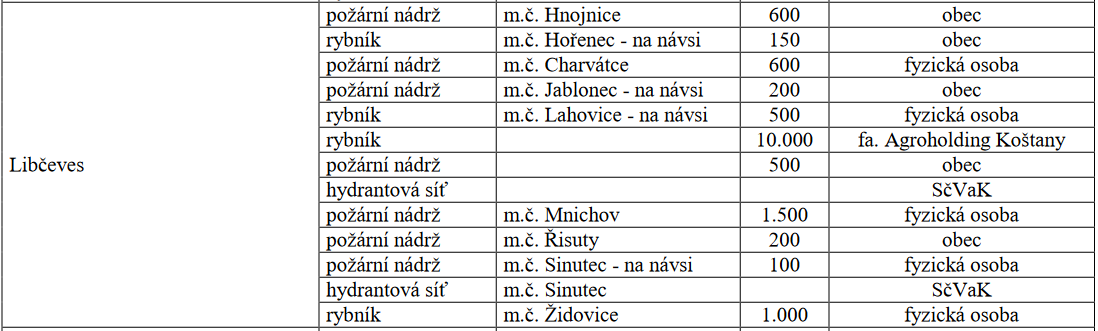 požární nádrž m.č. Hnojnice 600 obec
rybník m.č. Hořenec - na návsi 150 obec
požární nádrž m.č. Charvátce 600 fyzická osoba
požární nádrž m.č. Jablonec - na návsi 200 obec
rybník m.č. Lahovice - na návsi 500 fyzická osoba
rybník 10.000 fa. Agroholding Koštany
Libčeves požární nádrž 500 obec
hydrantová síť SčVaK
požární nádrž m.č. Mnichov 1.500 fyzická osoba
požární nádrž m.č. Řisuty 200 obec
požární nádrž m.č. Sinutec - na návsi 100 fyzická osoba
hydrantová síť m.č. Sinutec SčVaK
rybník m.č. Židovice 1.000 fyzická osoba